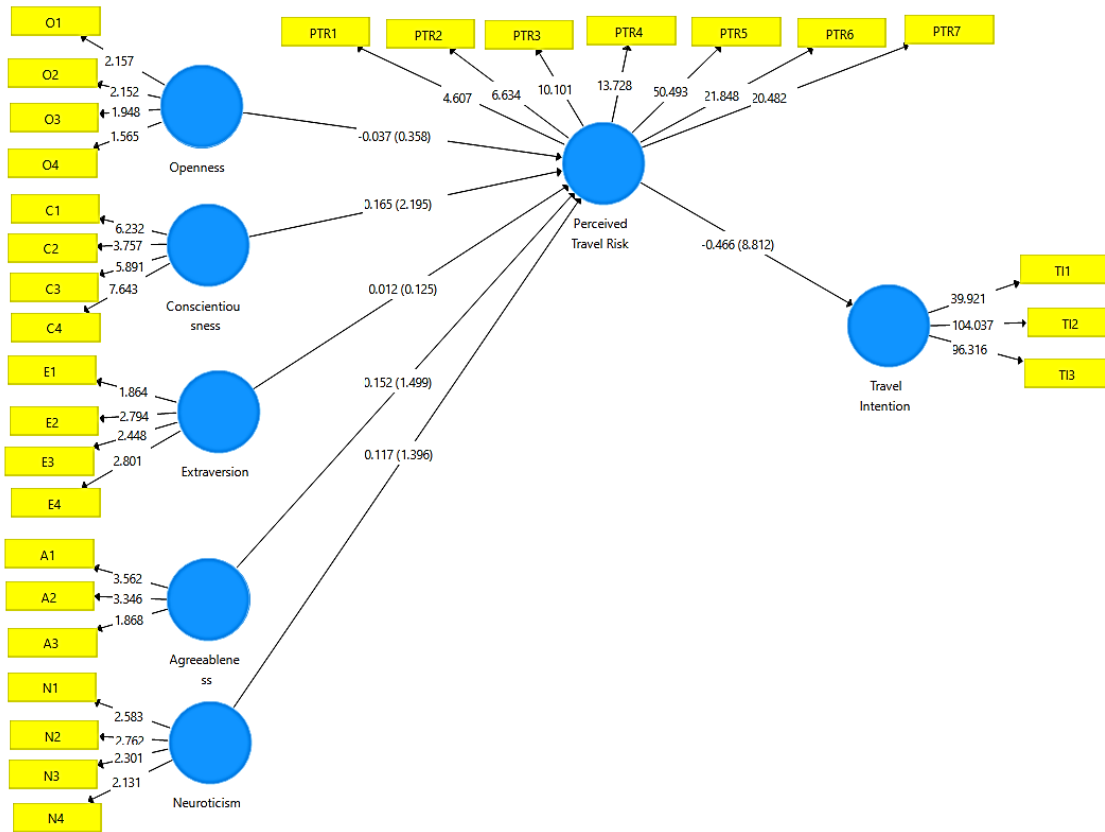 O1
O2
O3
O4
2.157
2.152
1.948
1.565
Openness
C1
C2
C3
C4
6.232
3.757
5.891
7.643
Conscientiou
sness
E1
E2
E3
E4
1.864
2.794
2.448
2.801
Extraversion
A1
A2
A3
3.562
3.346
1.868
Agreeablene
ss
N1
N2
N3
N4
2.583
2.762
2.301
2.131
Neuroticism
-0.037 (0.358)
0.165 (2.195)
0.012 (0.125)
0.152 (1.499)
0.117 (1.396)
PTR1
PTR2
PTR3
PTR4
PTR5
PTR6
PTR7
4.607
6.634
10.101
13.728
50.493
21.848
20.482
Perceived
Travel Risk
-0.466 (8.812)
Travel
Intention
39.921
104.037
96.316
TI1
TI2
TI3